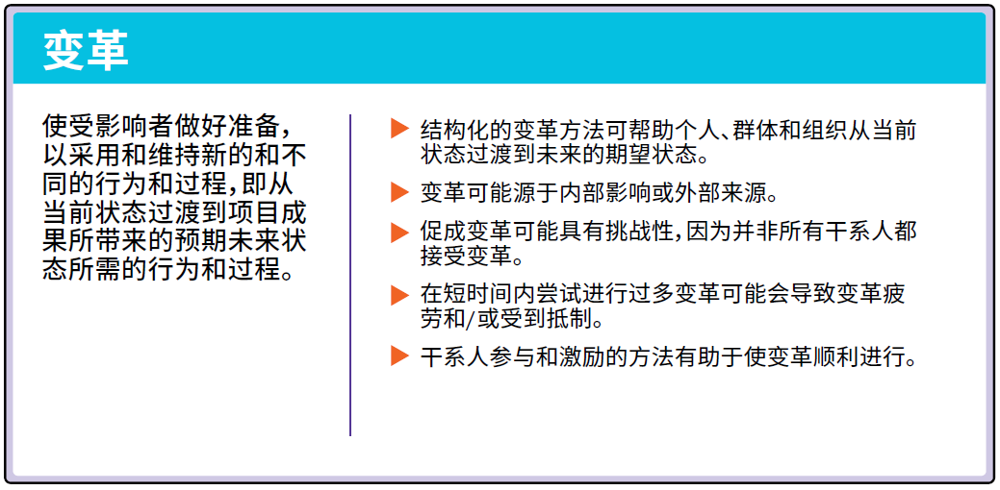 变革
使受影响者做好准备，
以采用和维持新的和不
同的行为和过程，即从
当前状态过渡到项目成
果所带来的预期未来状
态所需的行为和过程。
结构化的变革方法可帮助个人、群体和组织从当前
状态过渡到未来的期望状态。
变革可能源于内部影响或外部来源。
促成变革可能具有挑战性，因为并非所有干系人都
接受变革。
在短时间内尝试进行过多变革可能会导致变革疲
劳和/或受到抵制。
干系人参与和激励的方法有助于使变革顺利进行。